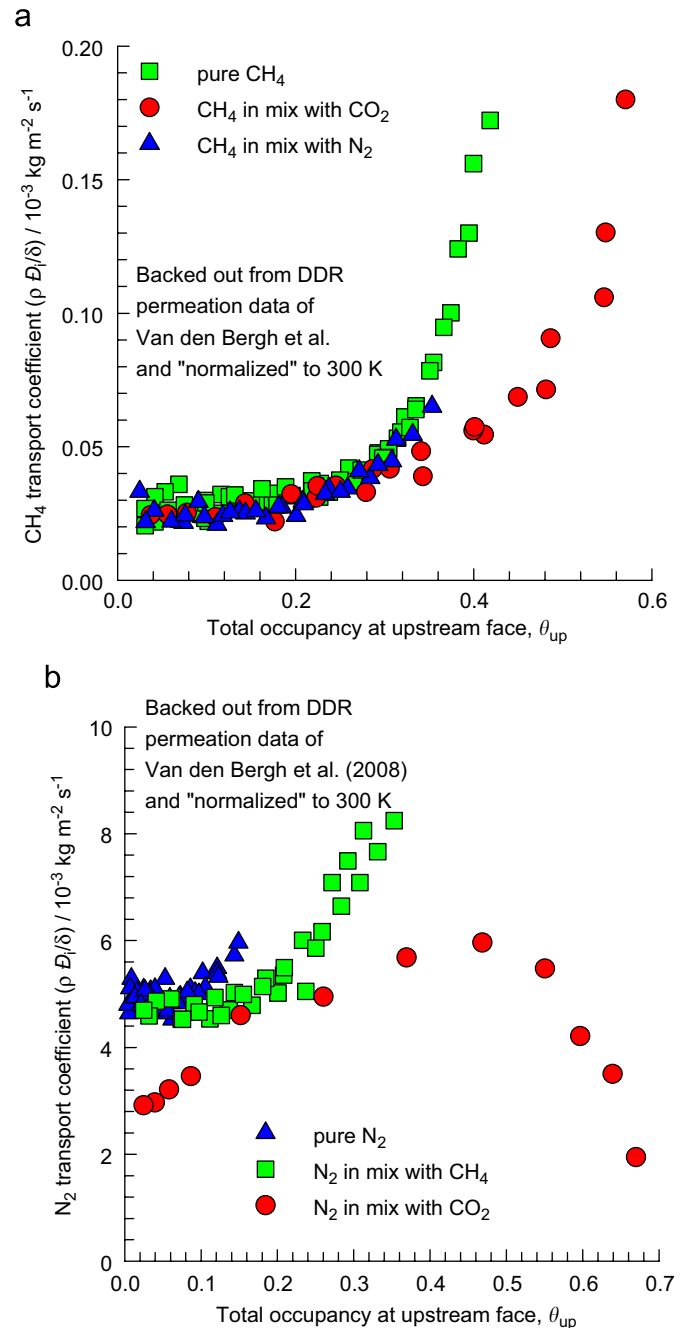 a
0.20
pure CH₄
CH₄ in mix with CO₂
CH₄ in mix with N₂
0.15
Backed out from DDR
permeation data of
0.10
Van den Bergh et al.
and "normalized" to 300 K
0.05
0.00
CH₄ transport coefficient (ρ Đᵢ/δ) / 10⁻³ kg m⁻² s⁻¹
0.0 0.2 0.4 0.6
Total occupancy at upstream face, θ_up
b
Backed out from DDR
10
permeation data of
Van den Bergh et al. (2008)
and "normalized" to 300 K
8
6
4
pure N₂
2
N₂ in mix with CH₄
N₂ in mix with CO₂
0
N₂ transport coefficient (ρ Đᵢ/δ) / 10⁻³ kg m⁻² s⁻¹
0.0 0.1 0.2 0.3 0.4 0.5 0.6 0.7
Total occupancy at upstream face, θ_up